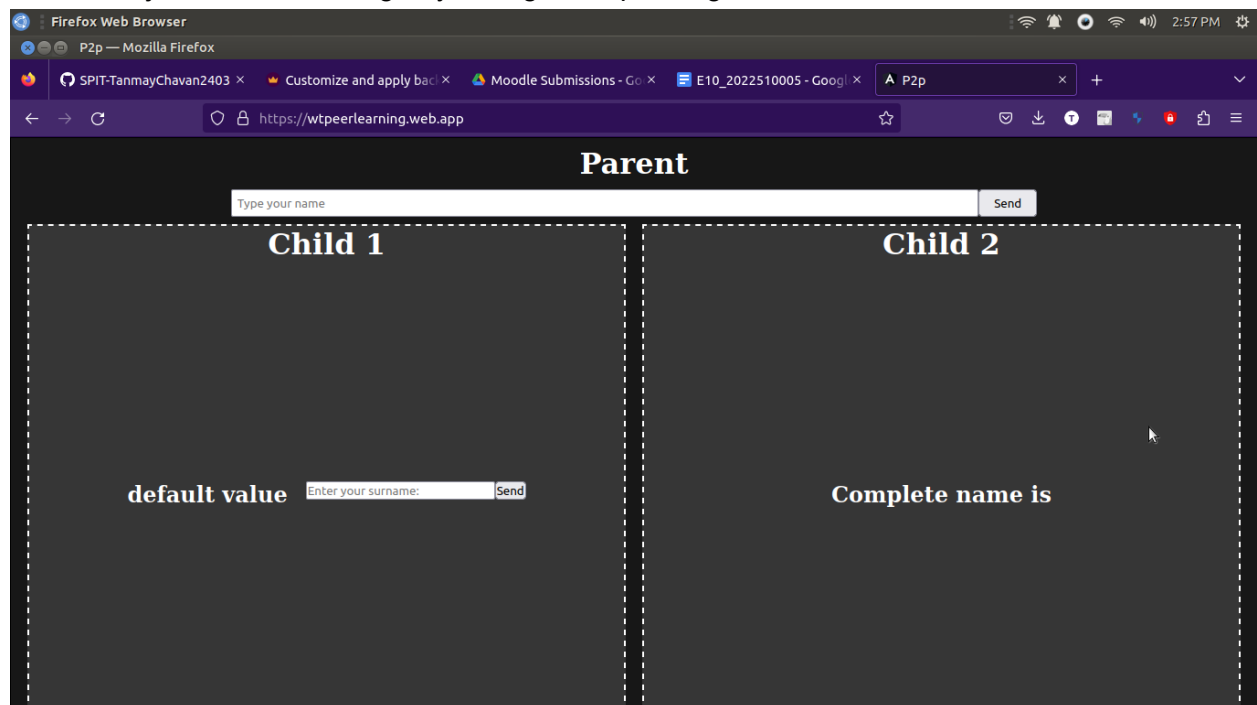 Firefox Web Browser
2:57 PM
P2p — Mozilla Firefox
SPIT-TanmayChavan2403
Customize and apply bac
Moodle Submissions - Go
E10_2022510005 - Googl
P2p
https://wtpeerlearning.web.app
Parent
Type your name
Send
Child 1
Child 2
default value
Enter your surname:
Send
Complete name is